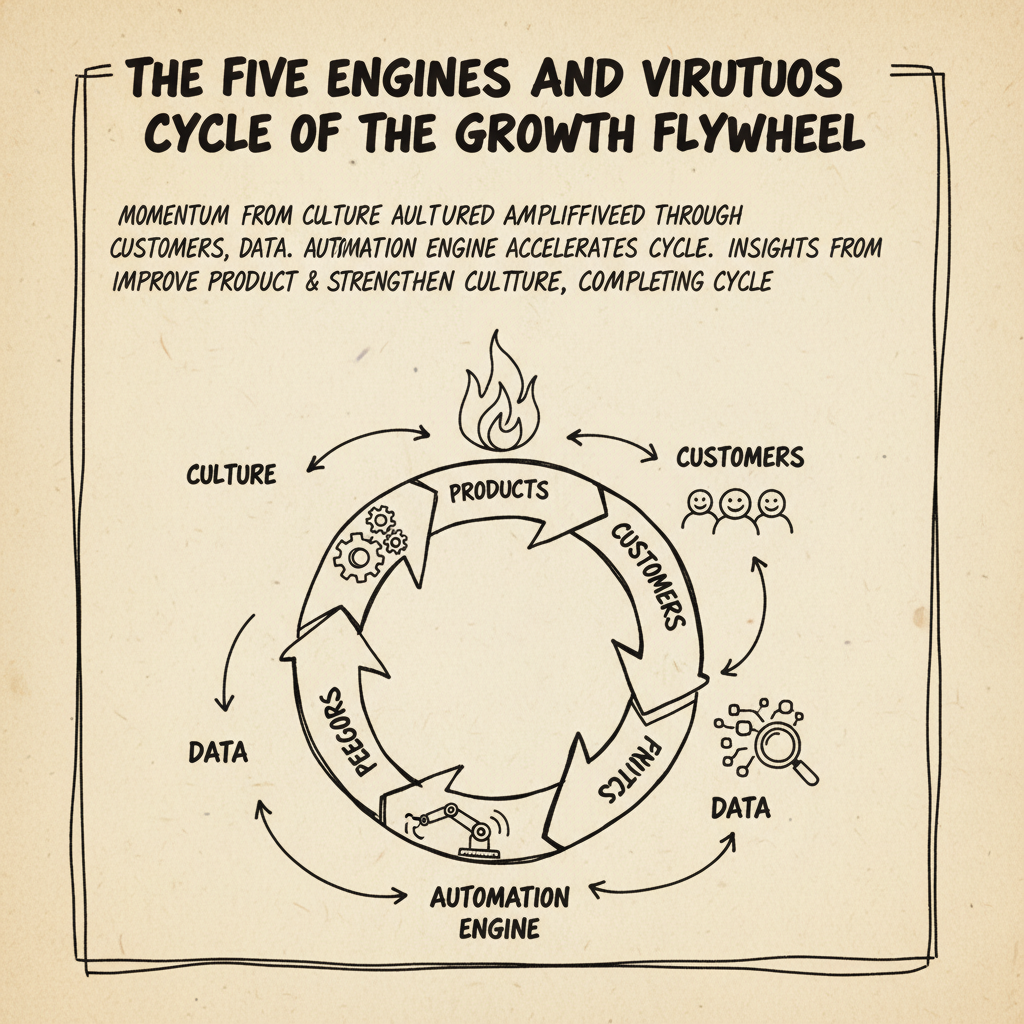 THE FIVE ENGINES AND VIRUTUOS
CYCLE OF THE GROWTH FLYWHEEL
MOMENTUM FROM CULTURE AULTURED AMPLIFFIVEED THROUGH
CUSTOMERS, DATA. AUTMATION ENGINE ACCELERATES CYCLE. INSIGHTS FROM
IMPROVE PRODUCT & STRENGTHEN CULTTURE, COMPLETING CYCLE
CULTURE
CUSTOMERS
PRODUCTS
CUSTOMERS
PEEGORS
DATA
DATA
AUTOMATION
ENGINE